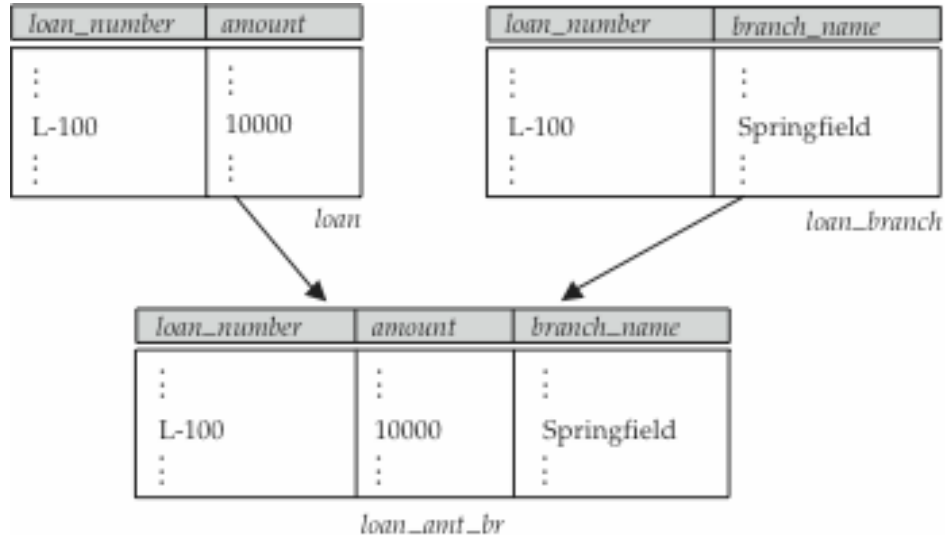 loan_number amount
⋮ ⋮
L-100 10000
⋮ ⋮
loan
loan_number branch_name
⋮ ⋮
L-100 Springfield
⋮ ⋮
loan_branch
loan_number amount branch_name
⋮ ⋮ ⋮
L-100 10000 Springfield
⋮ ⋮ ⋮
loan_amt_br